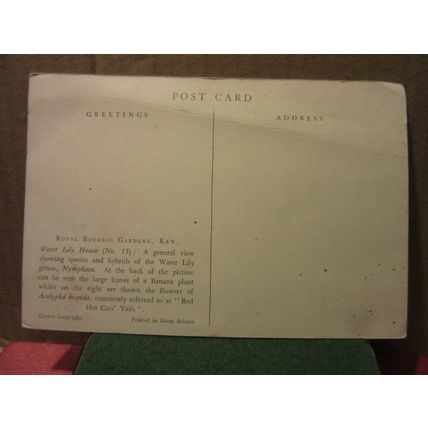 POST CARD
GREETINGS
ADDRESS
ROYAL BOTANIC GARDENS, KEW.
Water Lily House (No. 15): A general view
showing species and hybrids of the Water Lily
genus, Nymphaea. At the back of the picture
can be seen the large leaves of a Banana plant
whilst on the right are shown the flowers of
Acalypha hispida, commonly referred to as "Red
Hot Cats' Tails".
Crown Copyright.
Printed in Great Britain